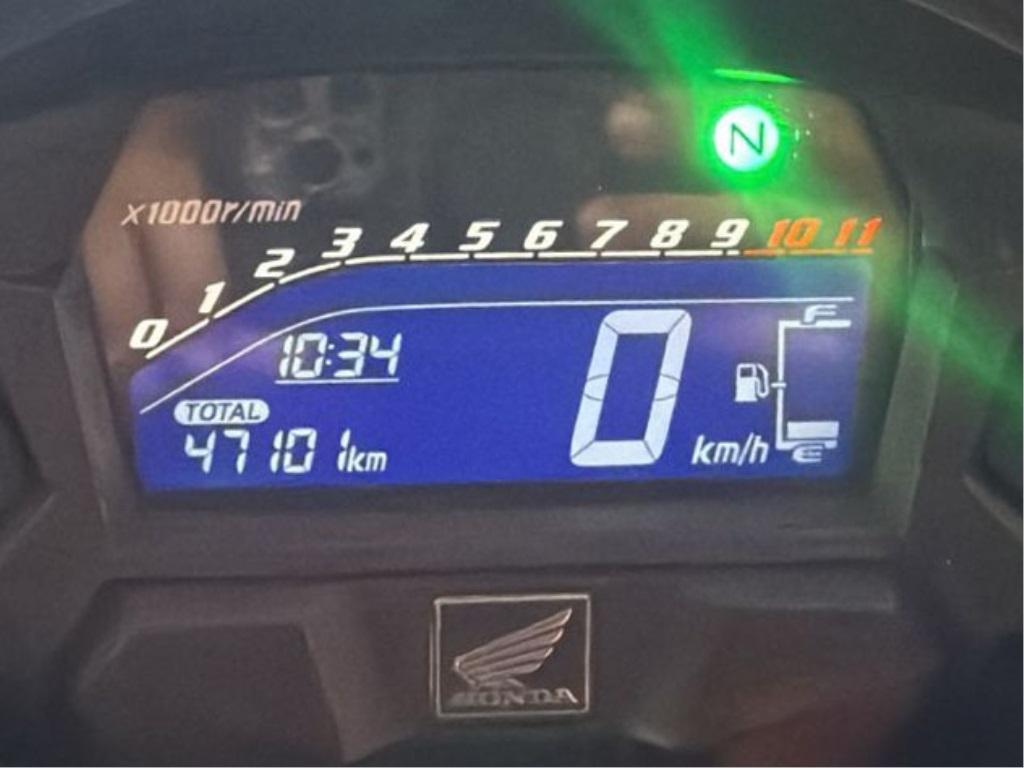 N
x1000r/min
0 1 2 3 4 5 6 7 8 9 10 11
10:34
F
TOTAL
47101km
0
km/h
E
HONDA